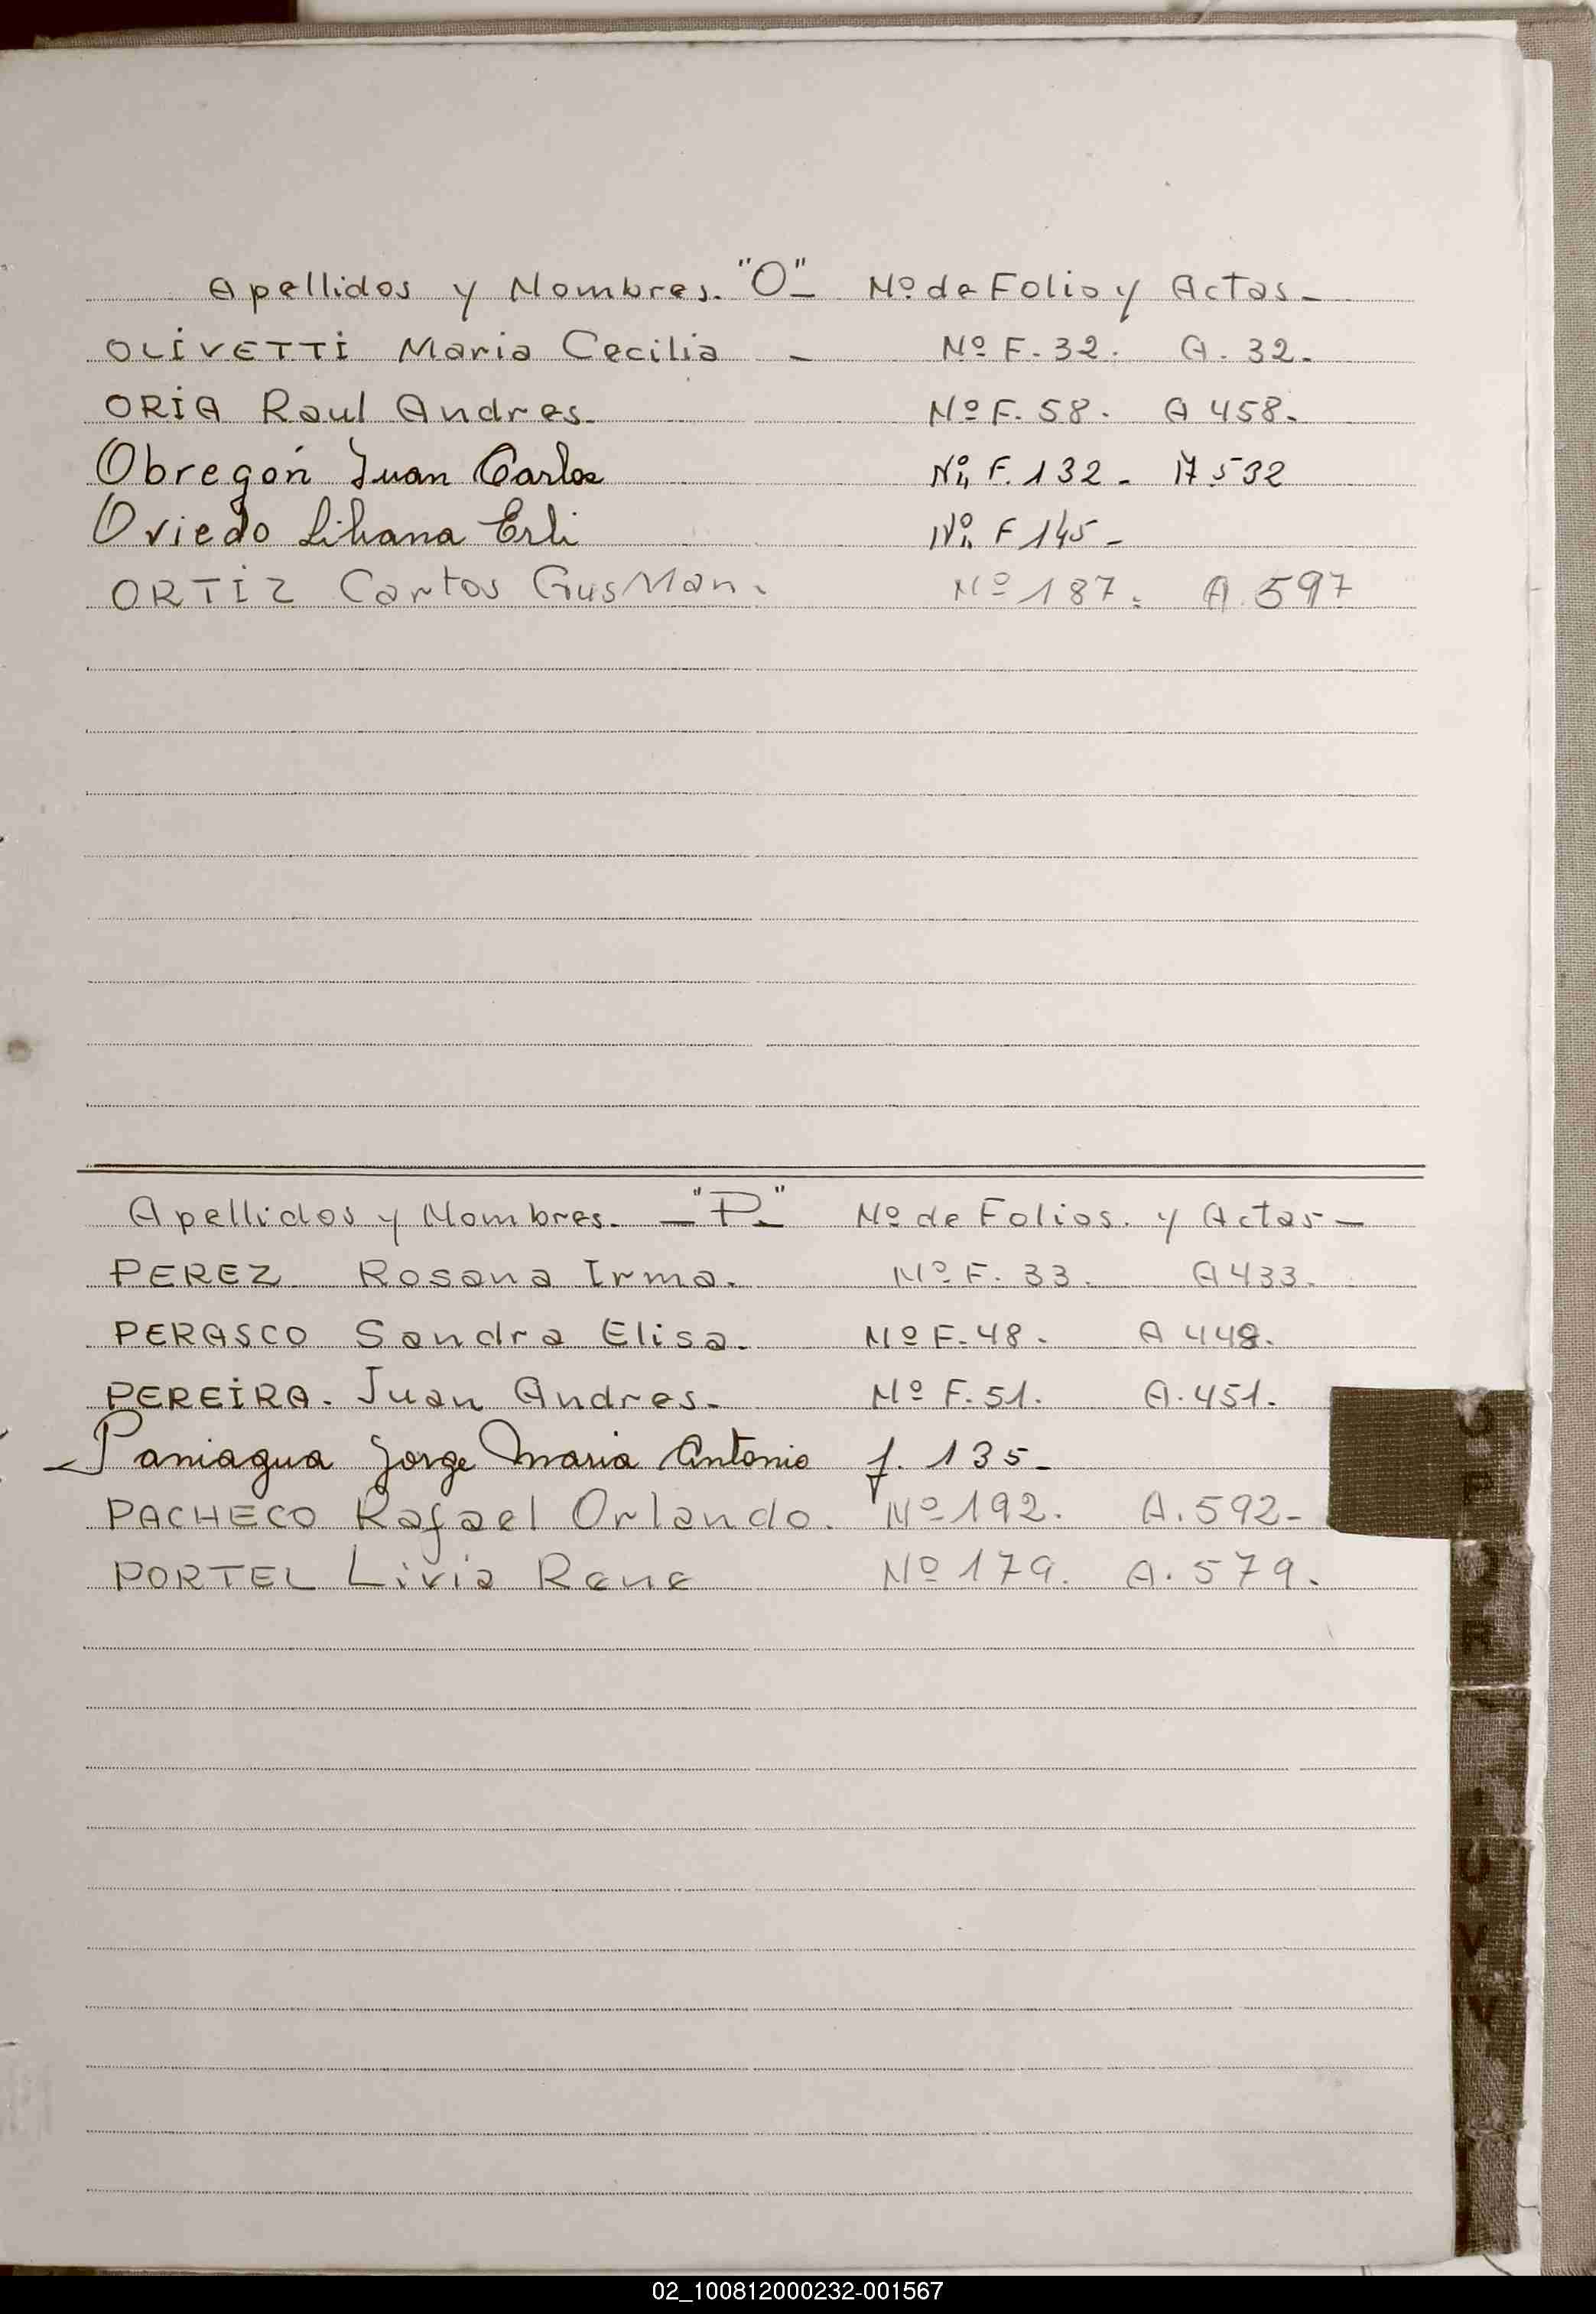 Apellidos y Nombres. "O"- Nº de Folio y Actas-
OLIVETTI Maria Cecilia - Nº F. 32. A. 32.
ORIA Raul Andres. Nº F. 58. A 458.
Obregón Juan Carlos Nº F. 132- A 532
Oviedo Liliana Erli Nº F 145-
ORTIZ Carlos GusMan. Nº 187. A. 597
Apellidos y Nombres. -"P." Nº de Folios. y Actas-
PEREZ Rosana Irma. Nº F. 33. A 433.
PERASCO Sandra Elisa. Nº F. 48. A 448.
PEREIRA. Juan Andres. Nº F. 51. A. 451.
Paniagua Jorge Maria Antonio f. 135-
PACHECO Rafael Orlando. Nº 192. A. 592-
PORTEL Livia Rene Nº 179. A. 579.
O
P
R
U
V
02_100812000232-001567